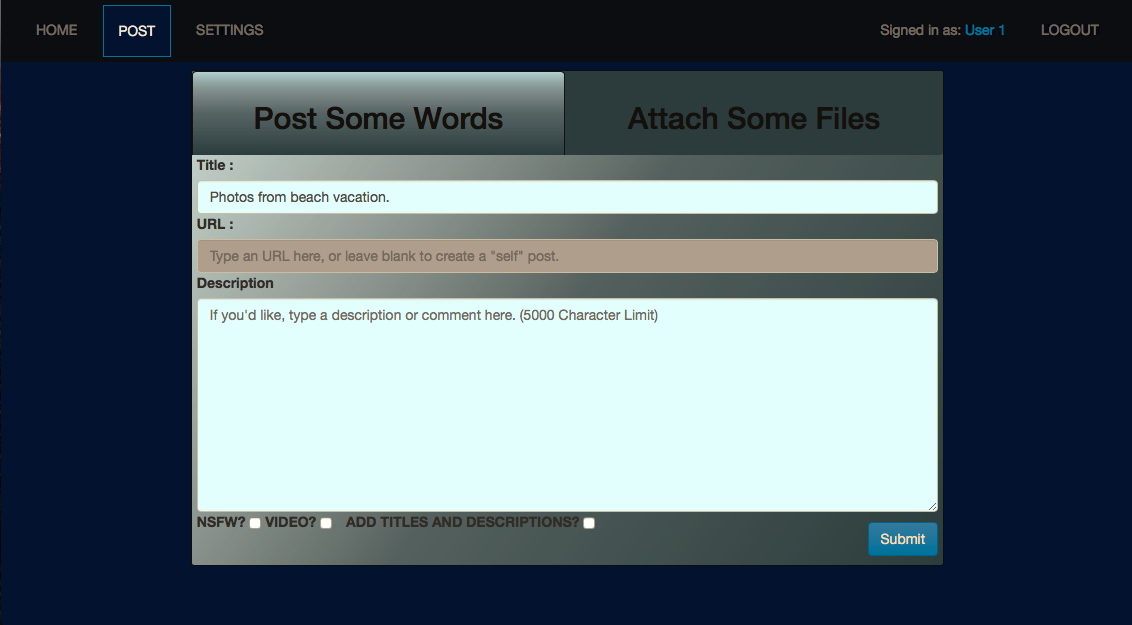 HOME POST SETTINGS Signed in as: User 1 LOGOUT
Post Some Words Attach Some Files
Title :
Photos from beach vacation.
URL :
Type an URL here, or leave blank to create a "self" post.
Description
If you'd like, type a description or comment here. (5000 Character Limit)
NSFW? VIDEO? ADD TITLES AND DESCRIPTIONS?
Submit